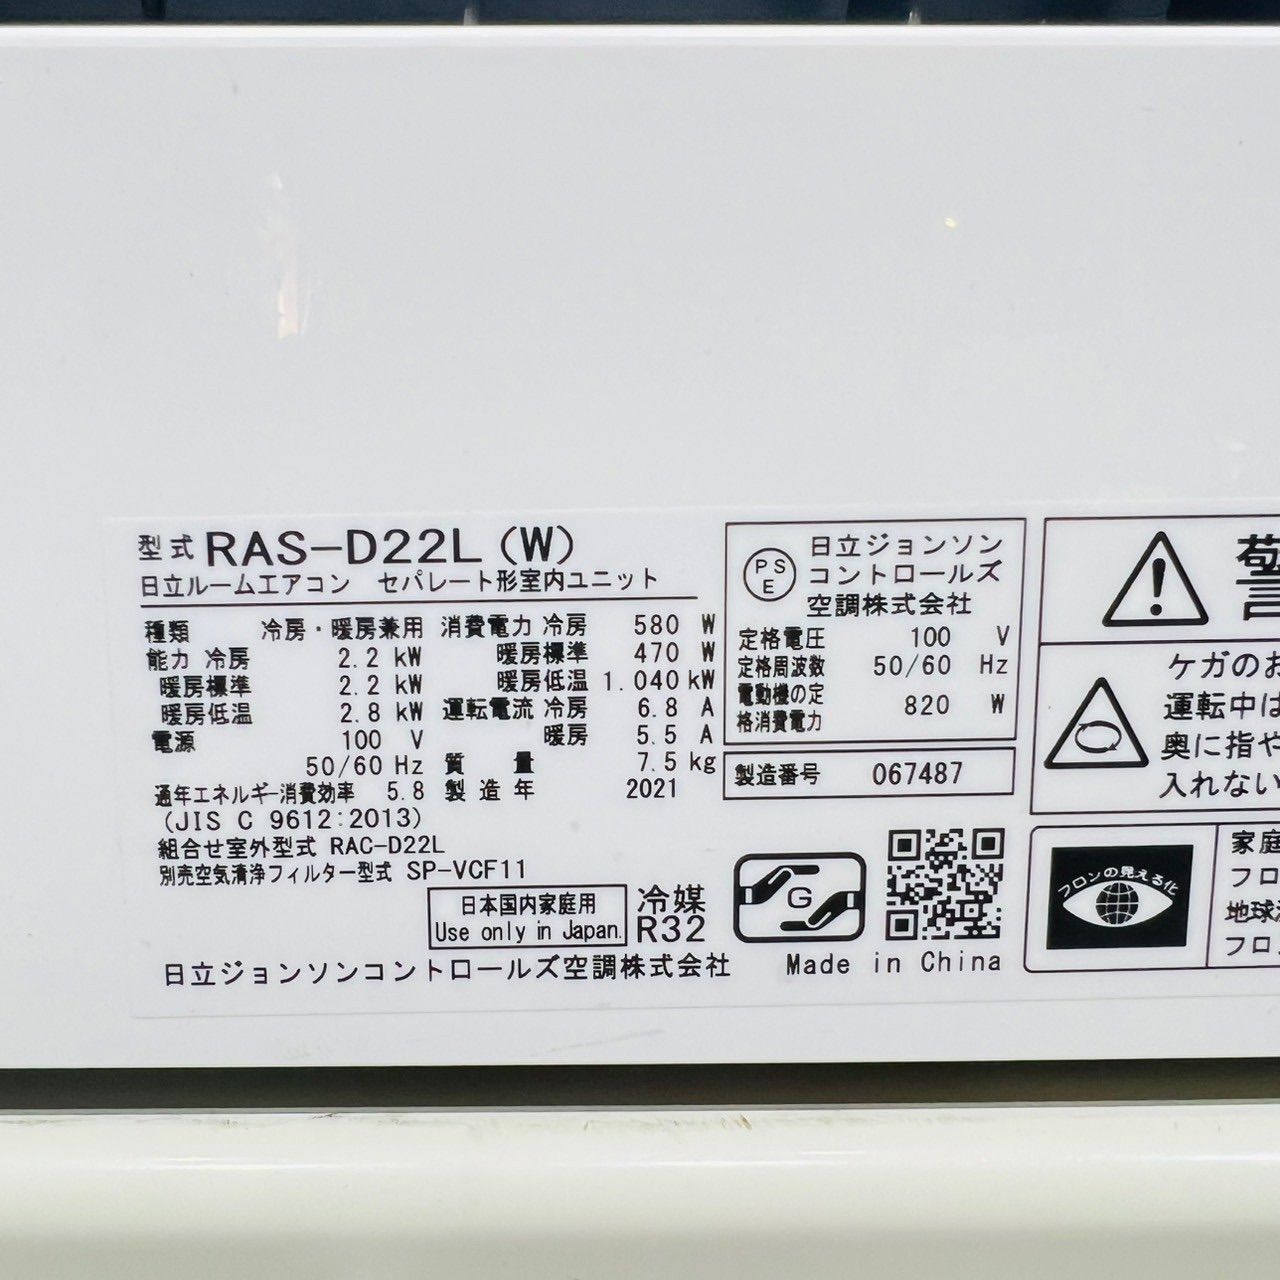 型式 RAS-D22L (W)
日立ルームエアコン セパレート形室内ユニット
種類 冷房・暖房兼用
能力 冷房 2.2 kW
暖房標準 2.2 kW
暖房低温 2.8 kW
電源 100 V
50/60 Hz
通年エネルギー消費効率 5.8
(JIS C 9612:2013)
組合せ室外型式 RAC-D22L
別売空気清浄フィルター型式 SP-VCF11
消費電力 冷房 580 W
暖房標準 470 W
暖房低温 1.040 kW
運転電流 冷房 6.8 A
暖房 5.5 A
質量 7.5 kg
製造年 2021
日本国内家庭用
Use only in Japan.
冷媒
R32
日立ジョンソンコントロールズ空調株式会社
PS
E
日立ジョンソン
コントロールズ
空調株式会社
定格電圧 100 V
定格周波数 50/60 Hz
電動機の定
格消費電力 820 W
製造番号 067487
G
Made in China
ケガのお
運転中は
奥に指や
入れない
フロンの見える化
家庭
フロ
地球
フロ